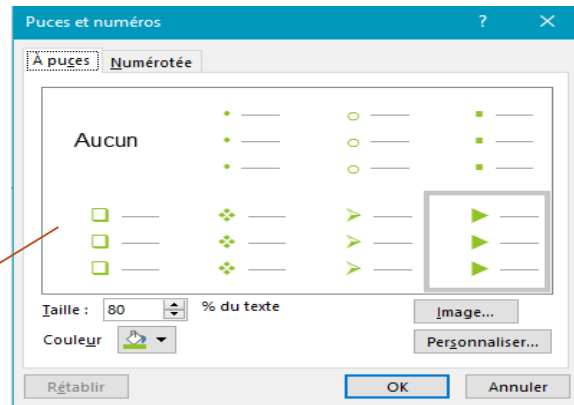 Puces et numéros ? ×
À puces Numérotée
Aucun
Taille : 80 % du texte
Image...
Couleur
Personnaliser...
Rétablir OK Annuler